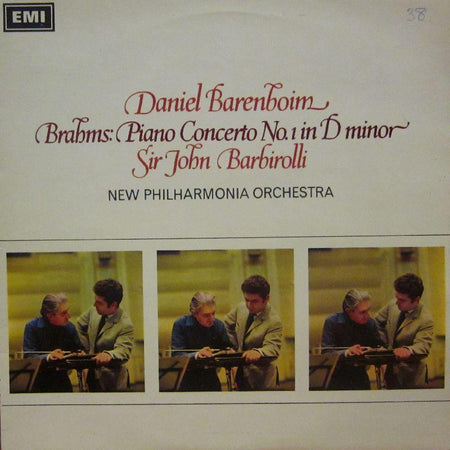 EMI
38
Daniel Barenboim
Brahms: Piano Concerto No. 1 in D minor
Sir John Barbirolli
NEW PHILHARMONIA ORCHESTRA